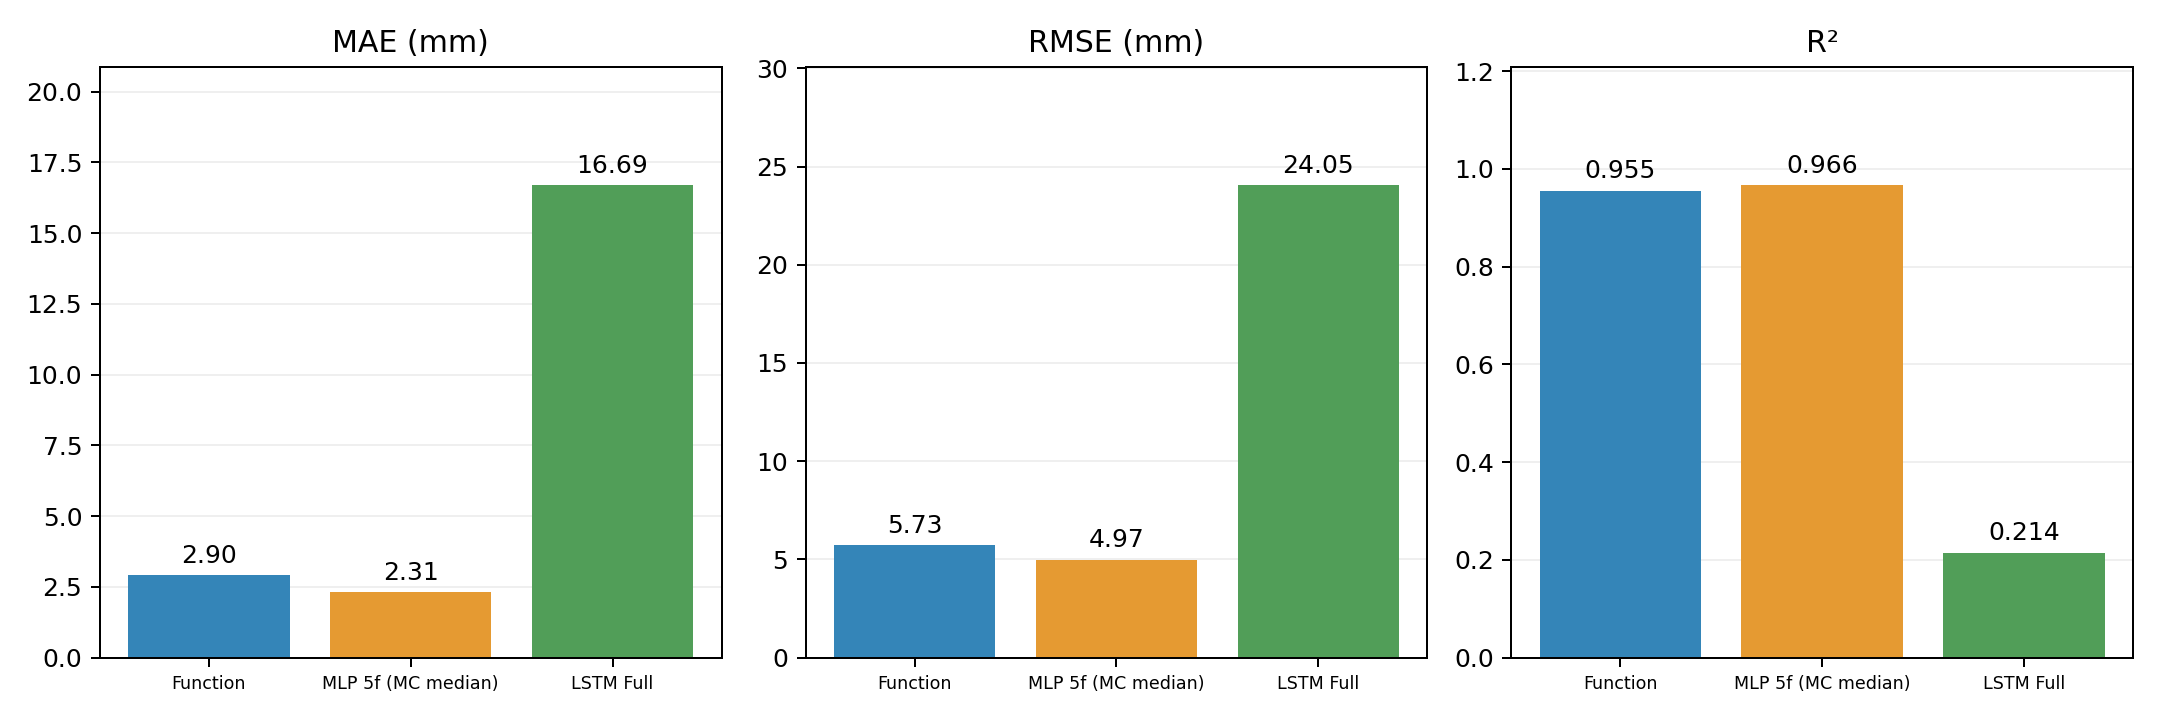 MAE (mm)
20.0
17.5
15.0
12.5
10.0
7.5
5.0
2.5
0.0
2.90
2.31
16.69
Function
MLP 5f (MC median)
LSTM Full
RMSE (mm)
30
25
20
15
10
5
0
5.73
4.97
24.05
Function
MLP 5f (MC median)
LSTM Full
R²
1.2
1.0
0.8
0.6
0.4
0.2
0.0
0.955
0.966
0.214
Function
MLP 5f (MC median)
LSTM Full